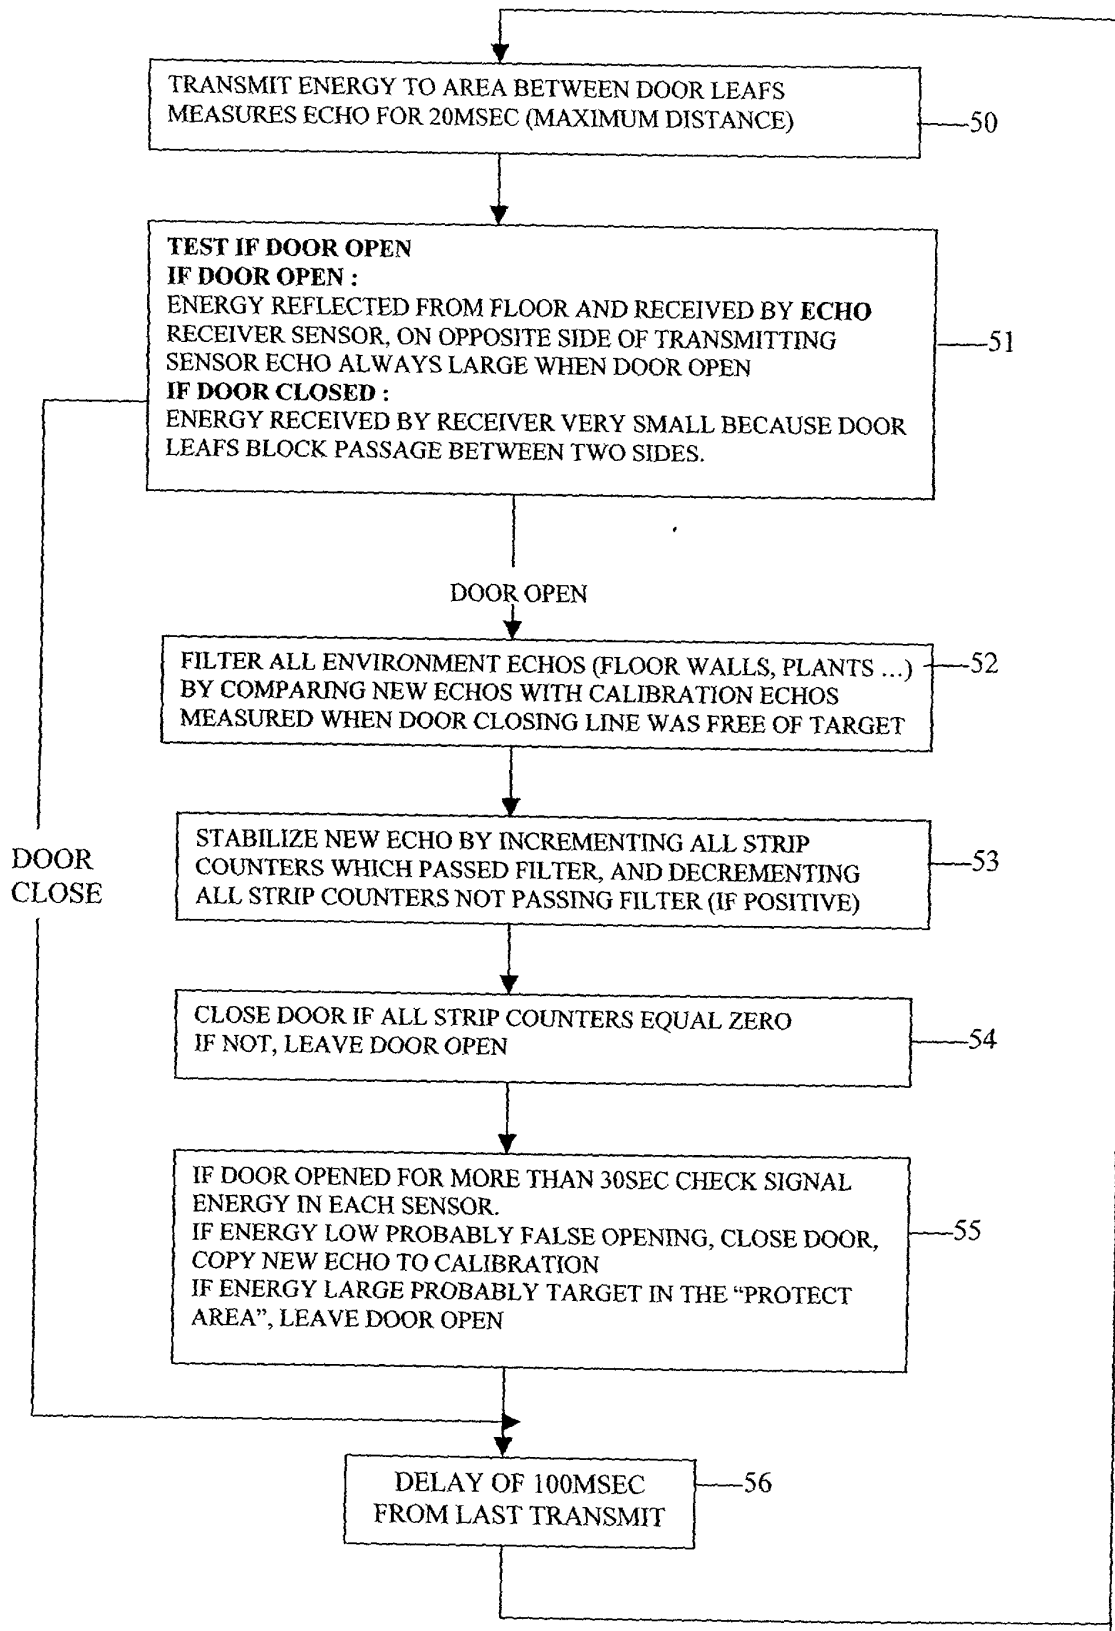 TRANSMIT ENERGY TO AREA BETWEEN DOOR LEAFS
MEASURES ECHO FOR 20MSEC (MAXIMUM DISTANCE)
50
TEST IF DOOR OPEN
IF DOOR OPEN :
ENERGY REFLECTED FROM FLOOR AND RECEIVED BY ECHO
RECEIVER SENSOR, ON OPPOSITE SIDE OF TRANSMITTING
SENSOR ECHO ALWAYS LARGE WHEN DOOR OPEN
IF DOOR CLOSED :
ENERGY RECEIVED BY RECEIVER VERY SMALL BECAUSE DOOR
LEAFS BLOCK PASSAGE BETWEEN TWO SIDES.
51
DOOR OPEN
FILTER ALL ENVIRONMENT ECHOS (FLOOR WALLS, PLANTS ...)
BY COMPARING NEW ECHOS WITH CALIBRATION ECHOS
MEASURED WHEN DOOR CLOSING LINE WAS FREE OF TARGET
52
STABILIZE NEW ECHO BY INCREMENTING ALL STRIP
COUNTERS WHICH PASSED FILTER, AND DECREMENTING
ALL STRIP COUNTERS NOT PASSING FILTER (IF POSITIVE)
53
DOOR
CLOSE
CLOSE DOOR IF ALL STRIP COUNTERS EQUAL ZERO
IF NOT, LEAVE DOOR OPEN
54
IF DOOR OPENED FOR MORE THAN 30SEC CHECK SIGNAL
ENERGY IN EACH SENSOR.
IF ENERGY LOW PROBABLY FALSE OPENING, CLOSE DOOR,
COPY NEW ECHO TO CALIBRATION
IF ENERGY LARGE PROBABLY TARGET IN THE “PROTECT
AREA”, LEAVE DOOR OPEN
55
DELAY OF 100MSEC
FROM LAST TRANSMIT
56